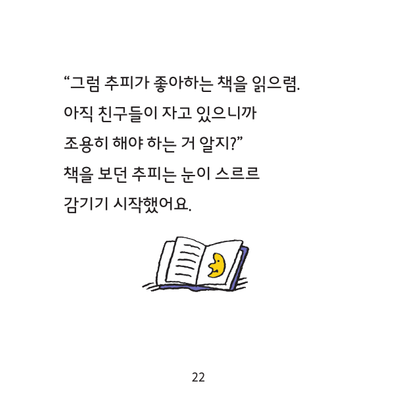 “그럼 추피가 좋아하는 책을 읽으렴.
아직 친구들이 자고 있으니까
조용히 해야 하는 거 알지?”
책을 보던 추피는 눈이 스르르
감기기 시작했어요.
22